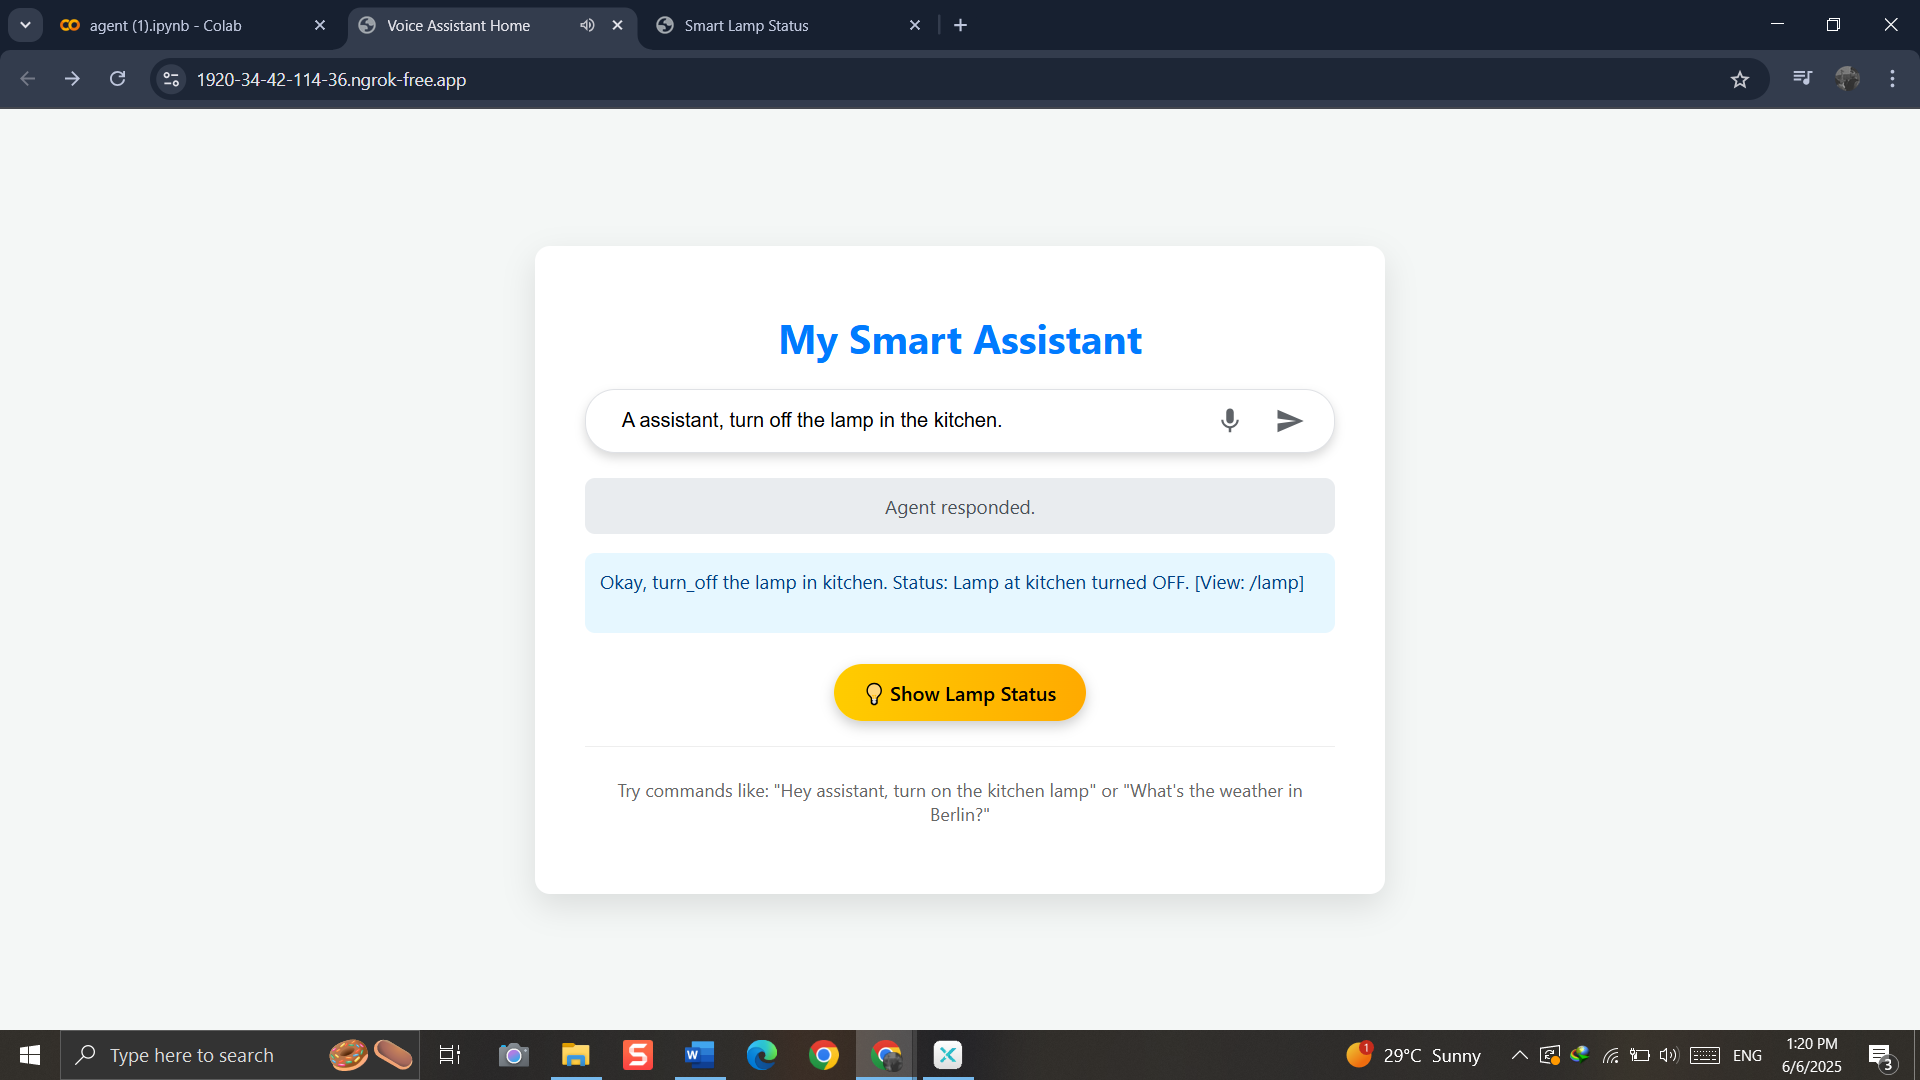 agent (1).ipynb - Colab
Voice Assistant Home
Smart Lamp Status
1920-34-42-114-36.ngrok-free.app
My Smart Assistant
A assistant, turn off the lamp in the kitchen.
Agent responded.
Okay, turn_off the lamp in kitchen. Status: Lamp at kitchen turned OFF. [View: /lamp]
Show Lamp Status
Try commands like: "Hey assistant, turn on the kitchen lamp" or "What's the weather in
Berlin?"
Type here to search
S
W
1
29°C Sunny
ENG
1:20 PM
6/6/2025
3